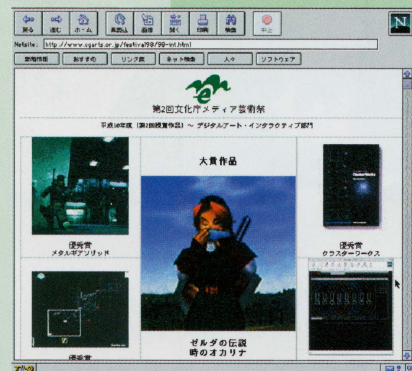 戻る 進む ホーム 再読込 画像 開く 印刷 検索 中止
N
Netsite: http://www.cgarts.or.jp/festival98/98-int.html
新着情報 おすすめ リンク集 ネット検索 人々 ソフトウェア
第2回文化庁メディア芸術祭
平成10年度(第2回授賞作品)～ デジタルアート・インタラクティブ部門
大賞作品
優秀賞
メタルギアソリッド
優秀賞
クラスターワークス
ゼルダの伝説
時のオカリナ
優秀賞